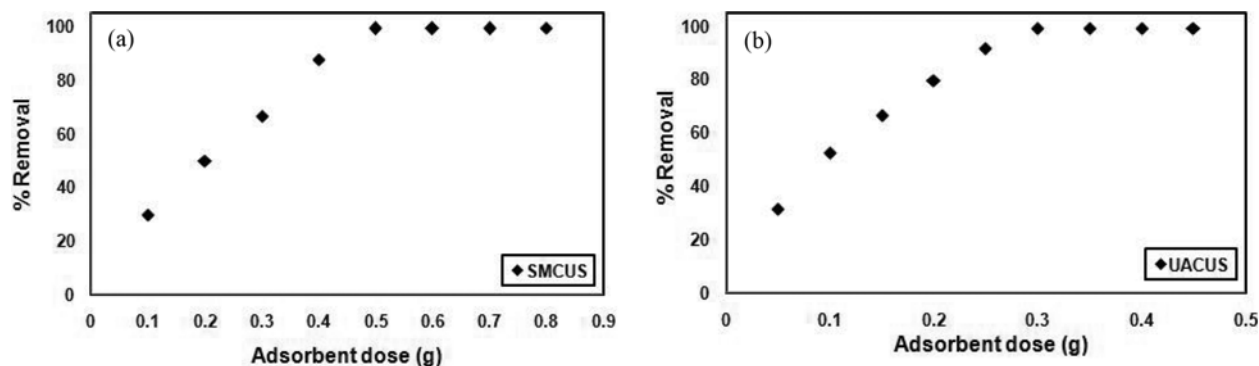 (a)
% Removal
100
80
60
40
20
0
0 0.1 0.2 0.3 0.4 0.5 0.6 0.7 0.8 0.9
Adsorbent dose (g)
SMCUS
(b)
% Removal
100
80
60
40
20
0
0 0.1 0.2 0.3 0.4 0.5
Adsorbent dose (g)
UACUS